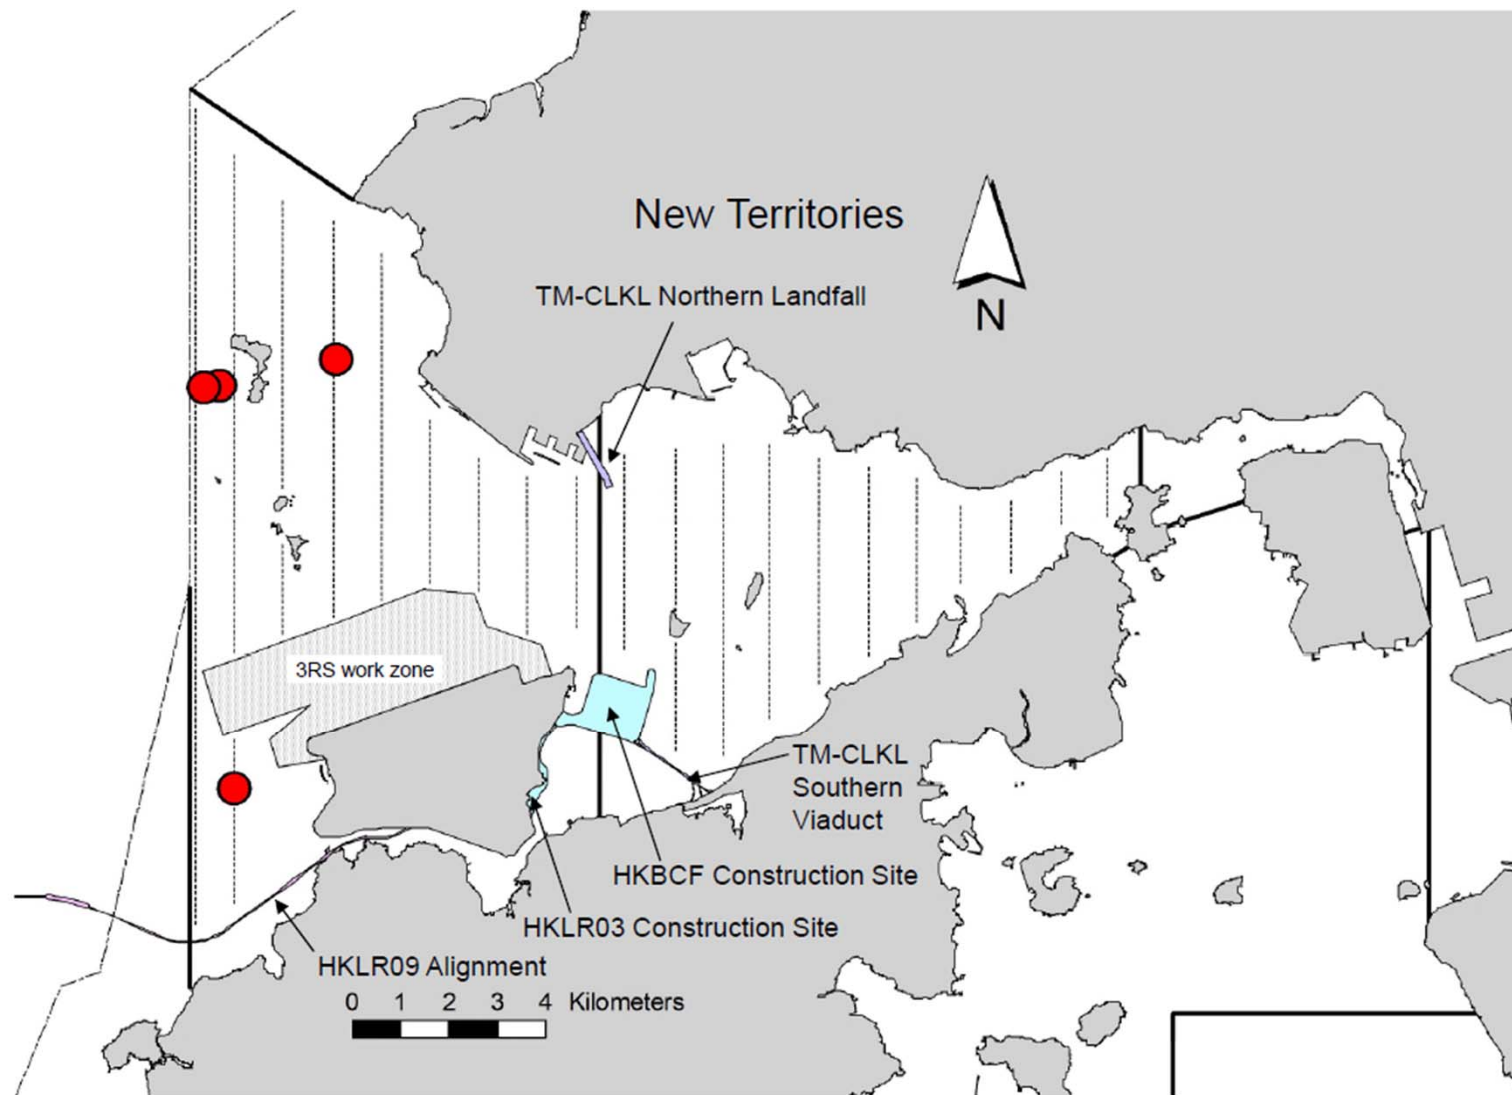 New Territories
TM-CLKL Northern Landfall
N
3RS work zone
TM-CLKL
Southern
Viaduct
HKBCF Construction Site
HKLR03 Construction Site
HKLR09 Alignment
0 1 2 3 4 Kilometers